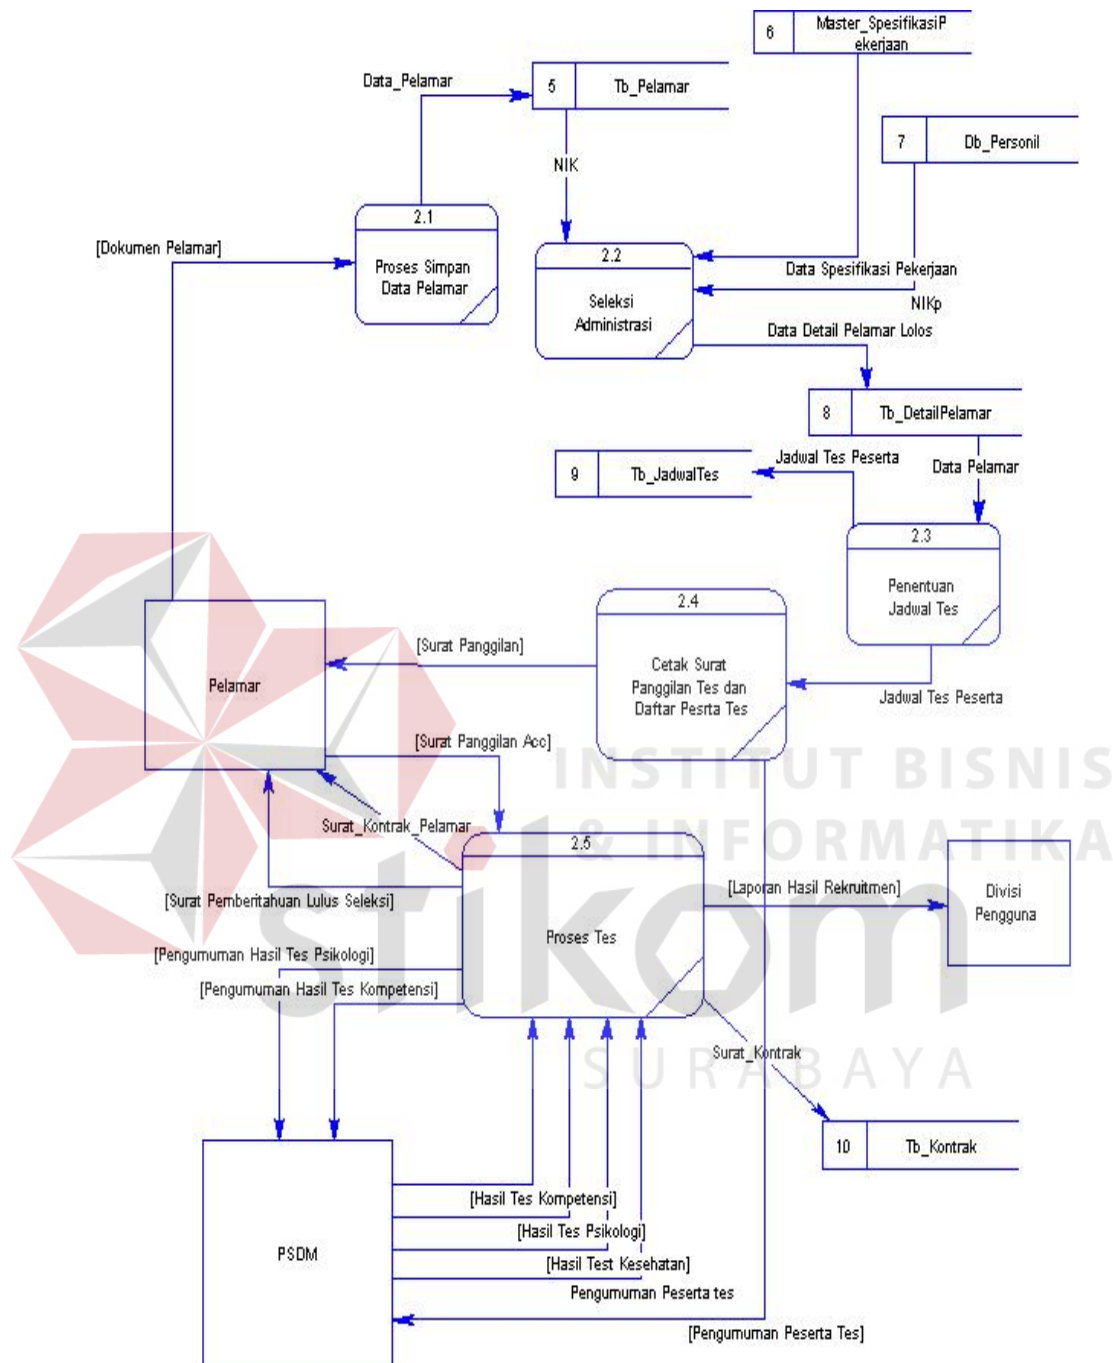 6
Master_SpesifikasiP
ekerjaan
Data_Pelamar
5
Tb_Pelamar
7
Db_Personil
NIK
2.1
[Dokumen Pelamar]
Proses Simpan
Data Pelamar
2.2
Data Spesifikasi Pekerjaan
Seleksi
Administrasi
NIKp
Data Detail Pelamar Lolos
8
Tb_DetailPelamar
Jadwal Tes Peserta
Data Pelamar
9
Tb_JadwalTes
2.3
Penentuan
Jadwal Tes
2.4
[Surat Panggilan]
Cetak Surat
Panggilan Tes dan
Daftar Pesrta Tes
Pelamar
Jadwal Tes Peserta
[Surat Panggilan Acc]
INSTITUT BISNIS
& INFORMATIKA
Surat_Kontrak_Pelamar
2.5
[Laporan Hasil Rekruitmen]
Divisi
Pengguna
[Surat Pemberitahuan Lulus Seleksi]
Proses Tes
stikom
[Pengumuman Hasil Tes Psikologi]
[Pengumuman Hasil Tes Kompetensi]
Surat_Kontrak
SURABAYA
10
Tb_Kontrak
[Hasil Tes Kompetensi]
[Hasil Tes Psikologi]
PSDM
[Hasil Test Kesehatan]
Pengumuman Peserta tes
[Pengumuman Peserta Tes]